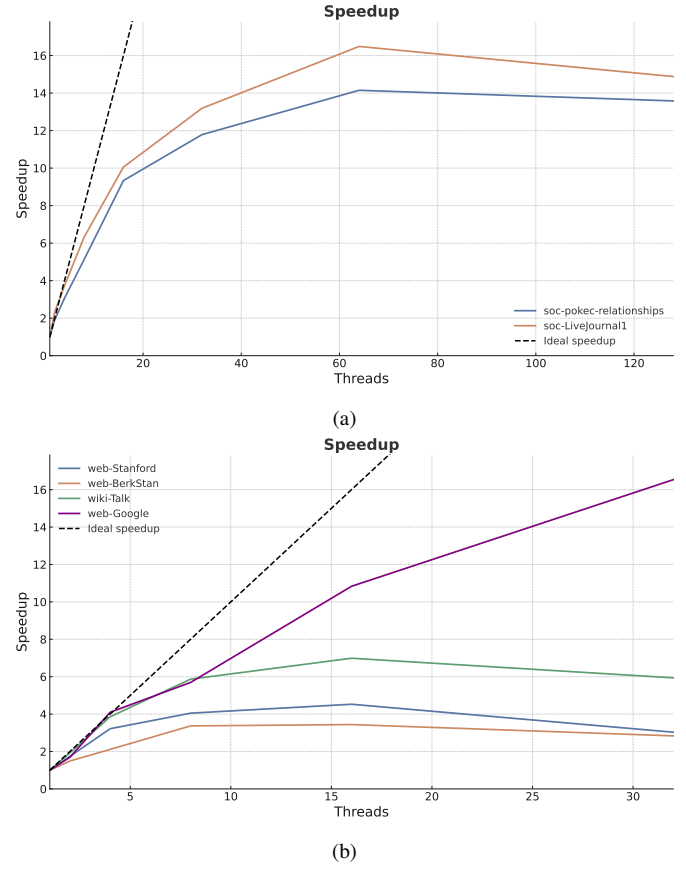 Speedup
16
14
12
10
8
6
4
2
0
Speedup
soc-pokec-relationships
soc-LiveJournal1
Ideal speedup
20 40 60 80 100 120
Threads
(a)
Speedup
16
14
12
10
8
6
4
2
0
Speedup
web-Stanford
web-BerkStan
wiki-Talk
web-Google
Ideal speedup
5 10 15 20 25 30
Threads
(b)